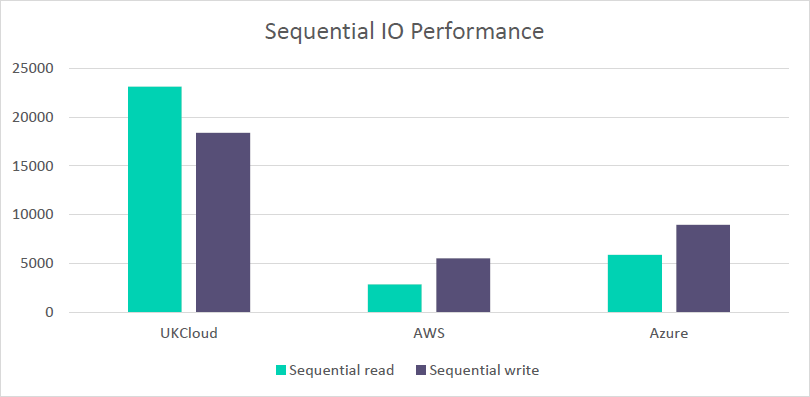 Sequential IO Performance
25000
20000
15000
10000
5000
0
UKCloud AWS Azure
Sequential read Sequential write